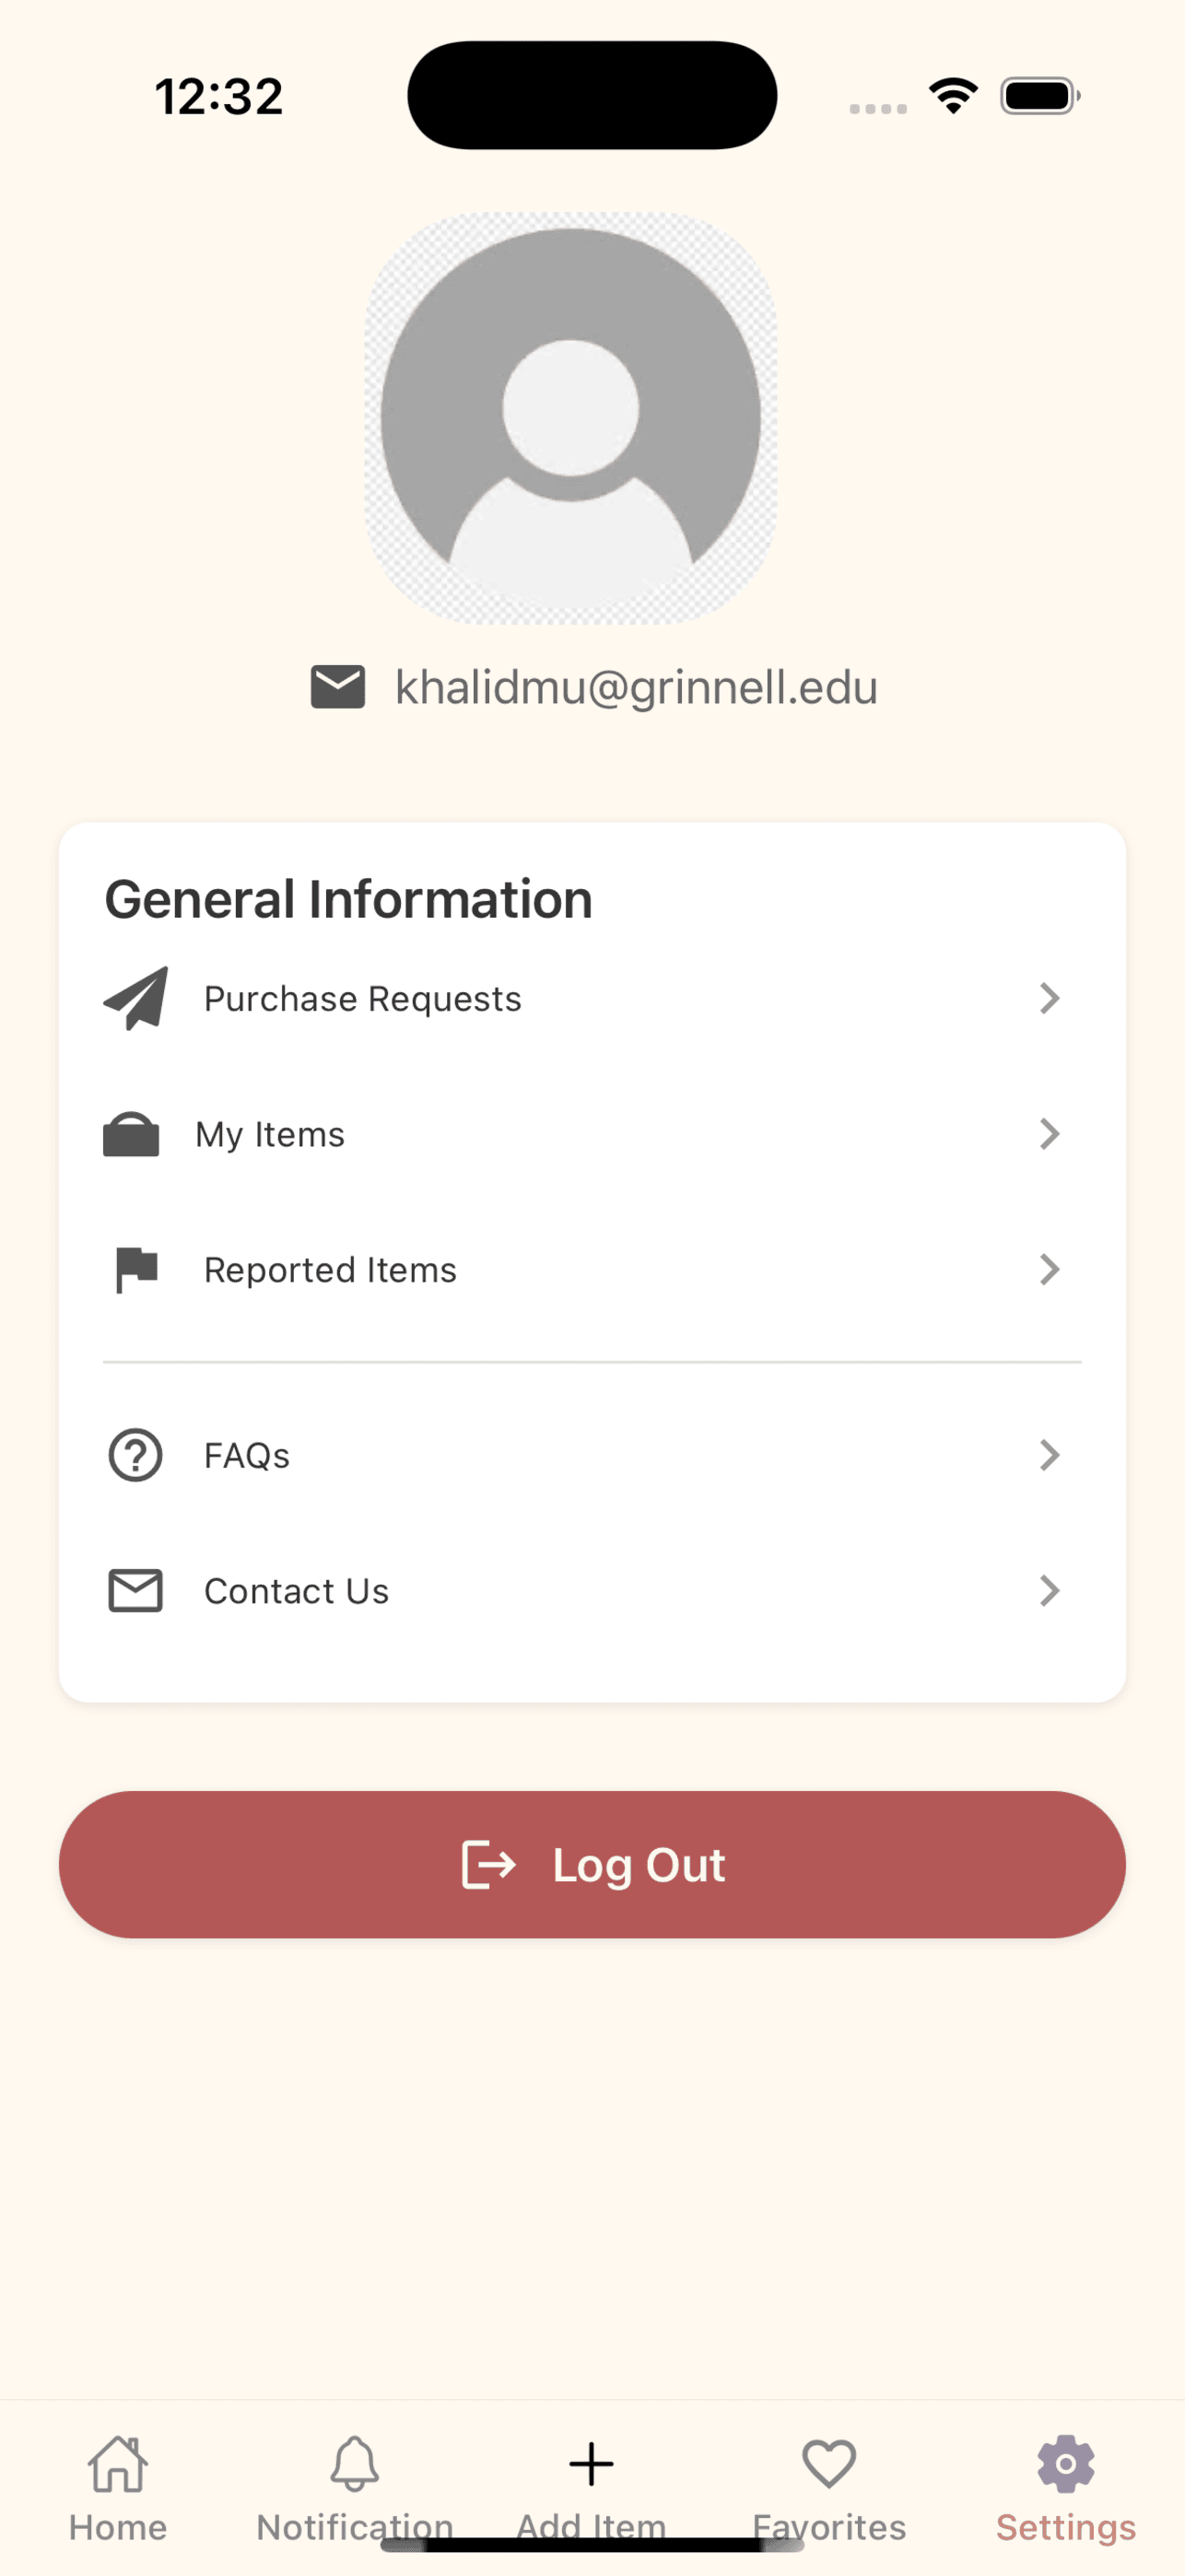 12:32
khalidmu@grinnell.edu
General Information
Purchase Requests
My Items
Reported Items
FAQs
Contact Us
Log Out
Home Notification Add Item Favorites Settings